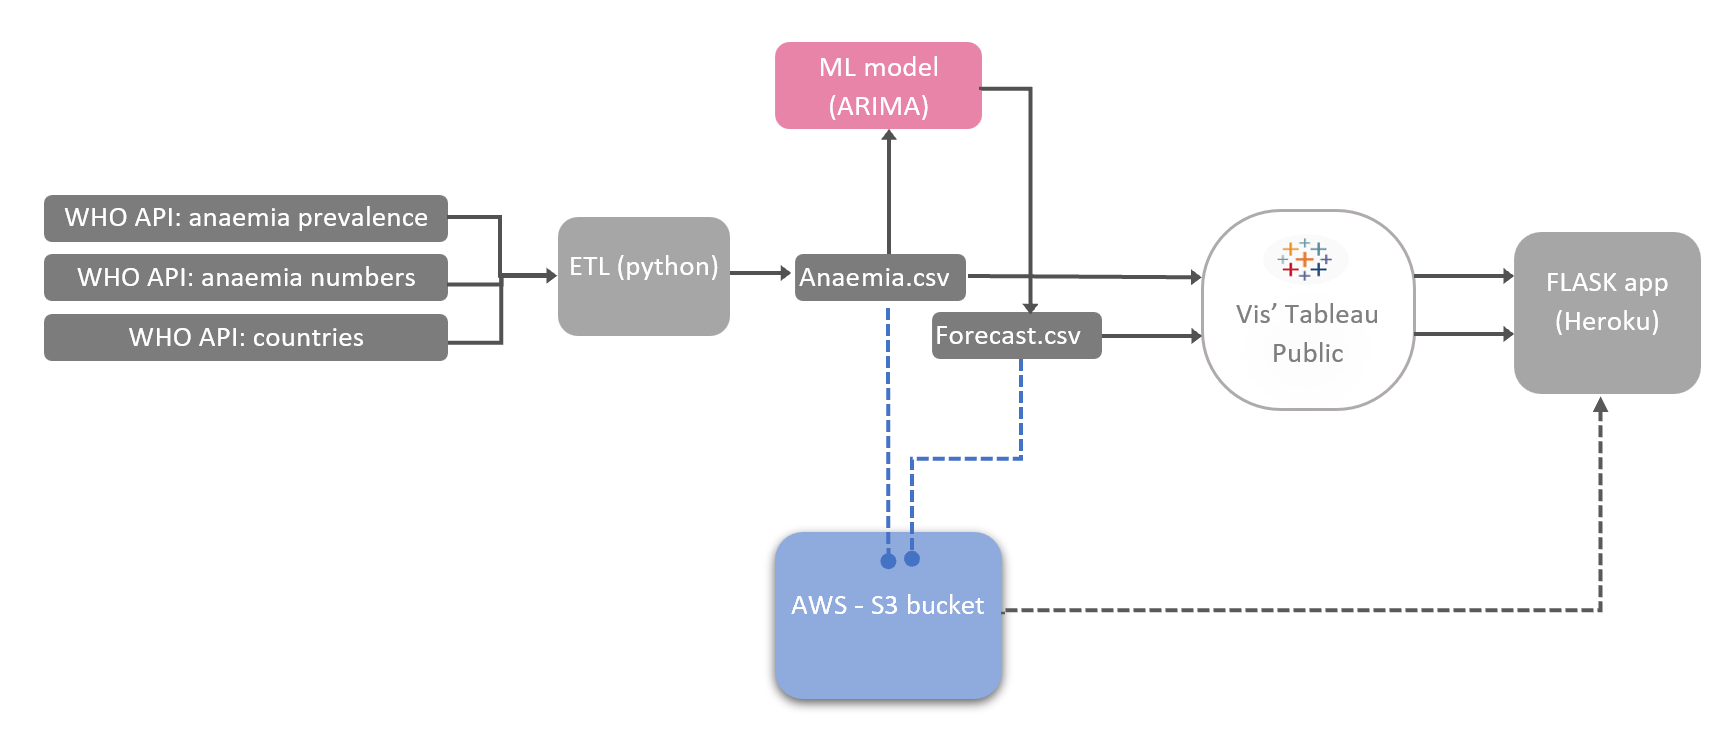 ML model
(ARIMA)
WHO API: anaemia prevalence
WHO API: anaemia numbers
WHO API: countries
ETL (python)
Anaemia.csv
Forecast.csv
Vis’ Tableau
Public
FLASK app
(Heroku)
AWS - S3 bucket